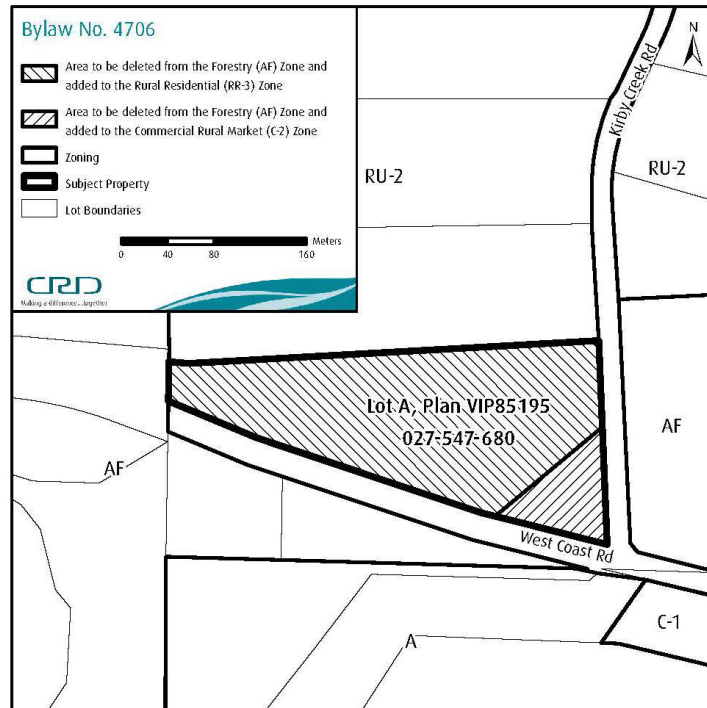 Bylaw No. 4706
Area to be deleted from the Forestry (AF) Zone and
added to the Rural Residential (RR-3) Zone
Area to be deleted from the Forestry (AF) Zone and
added to the Commercial Rural Market (C-2) Zone
Zoning
Subject Property
Lot Boundaries
Meters
0 40 80 160
CRD
Making a difference...together
N
Kirby Creek Rd
RU-2
RU-2
Lot A, Plan VIP85195
027-547-680
AF
AF
West Coast Rd
C-1
A